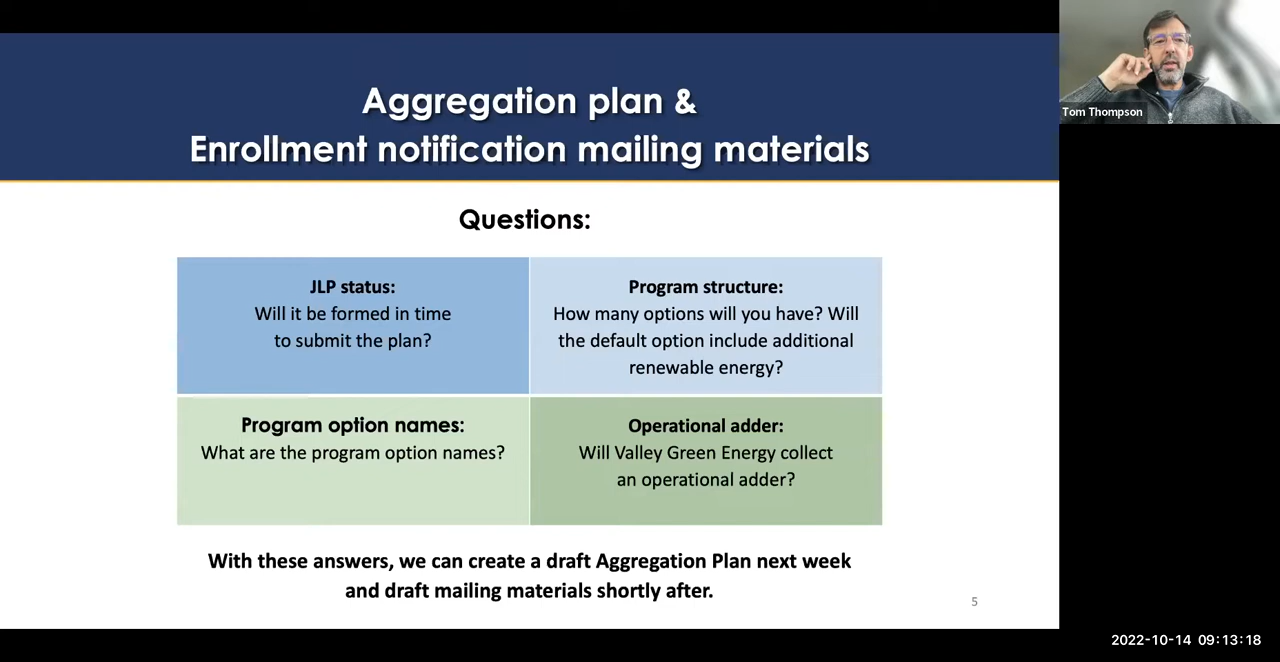 Aggregation plan &
Enrollment notification mailing materials
Questions:
JLP status:
Will it be formed in time
to submit the plan?
Program structure:
How many options will you have? Will
the default option include additional
renewable energy?
Program option names:
What are the program option names?
Operational adder:
Will Valley Green Energy collect
an operational adder?
With these answers, we can create a draft Aggregation Plan next week
and draft mailing materials shortly after.
5
Tom Thompson
2022-10-14 09:13:18